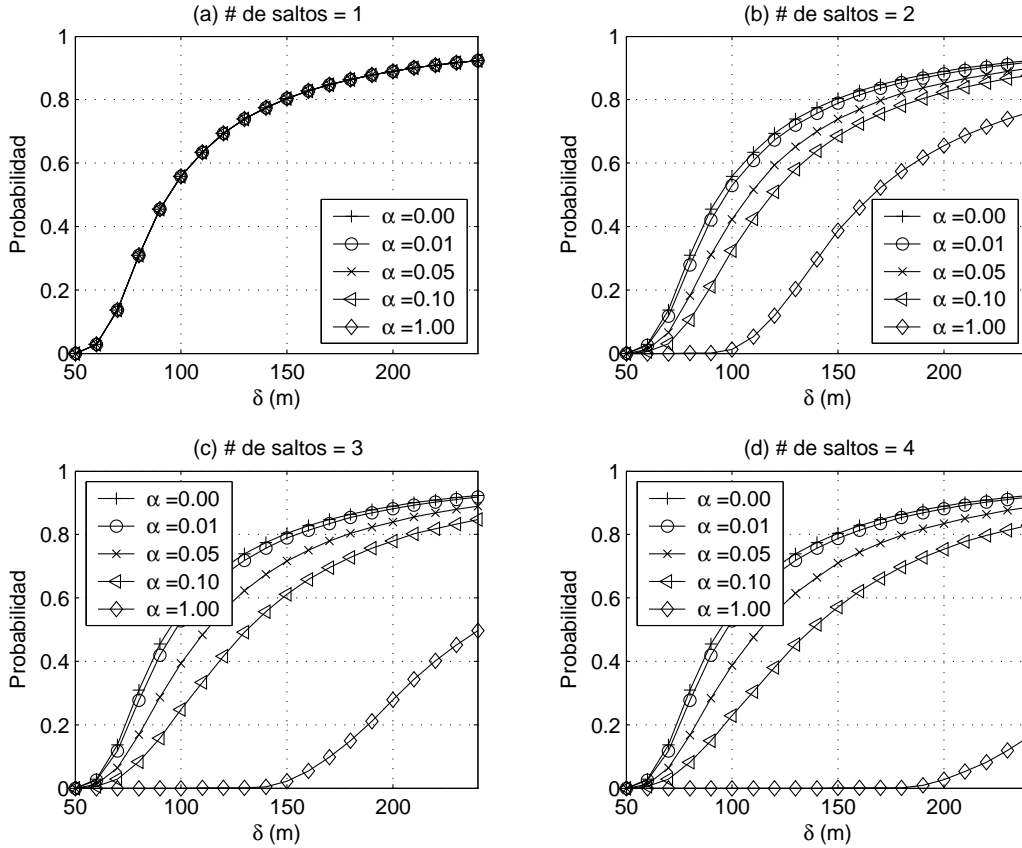 (a) # de saltos = 1
Probabilidad
1
0.8
0.6
0.4
0.2
0
50
100
150
200
δ (m)
α =0.00
α =0.01
α =0.05
α =0.10
α =1.00
(b) # de saltos = 2
Probabilidad
1
0.8
0.6
0.4
0.2
0
50
100
150
200
δ (m)
α =0.00
α =0.01
α =0.05
α =0.10
α =1.00
(c) # de saltos = 3
Probabilidad
1
0.8
0.6
0.4
0.2
0
50
100
150
200
δ (m)
α =0.00
α =0.01
α =0.05
α =0.10
α =1.00
(d) # de saltos = 4
Probabilidad
1
0.8
0.6
0.4
0.2
0
50
100
150
200
δ (m)
α =0.00
α =0.01
α =0.05
α =0.10
α =1.00